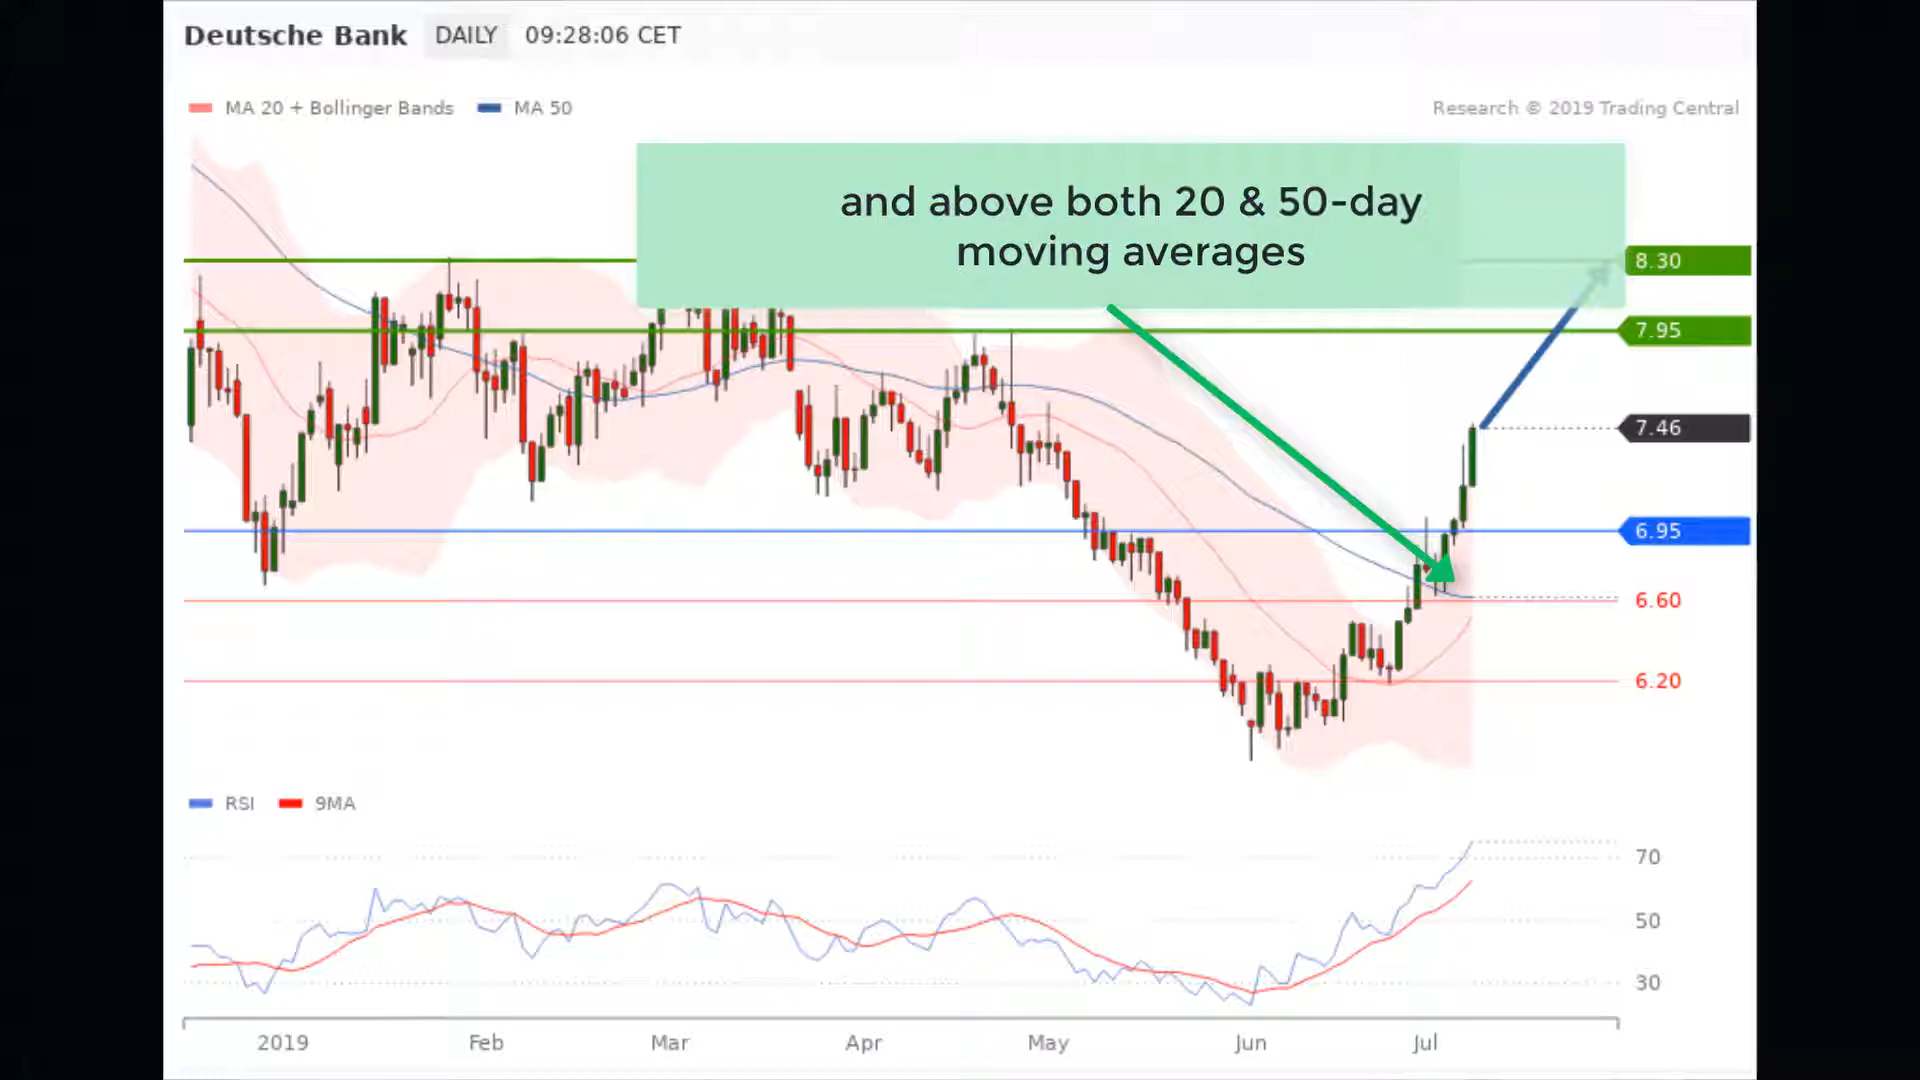 Deutsche Bank DAILY 09:28:06 CET
MA 20 + Bollinger Bands MA 50
Research © 2019 Trading Central
and above both 20 & 50-day
moving averages
8.30
7.95
7.46
6.95
6.60
6.20
RSI 9MA
70
50
30
2019 Feb Mar Apr May Jun Jul